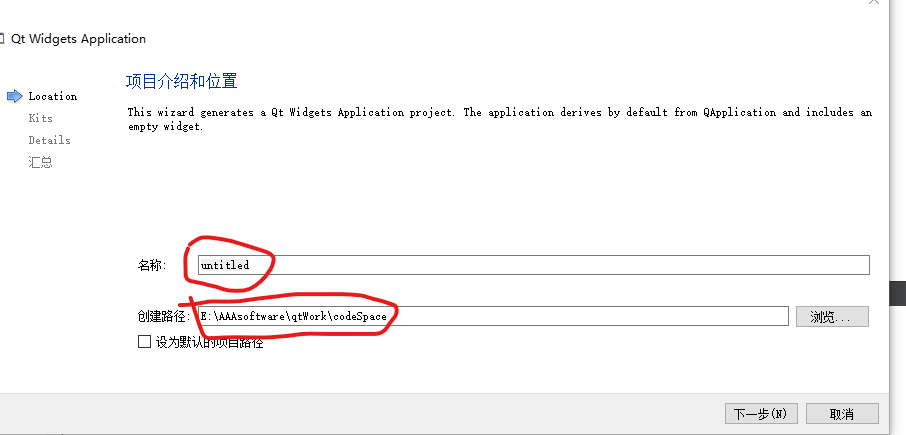 Qt Widgets Application
项目介绍和位置
Location
Kits
Details
汇总
This wizard generates a Qt Widgets Application project. The application derives by default from QApplication and includes an
empty widget.
名称: untitled
创建路径: E:\AAAsoftware\qtWork\codeSpace 浏览...
设为默认的项目路径
下一步(N) 取消